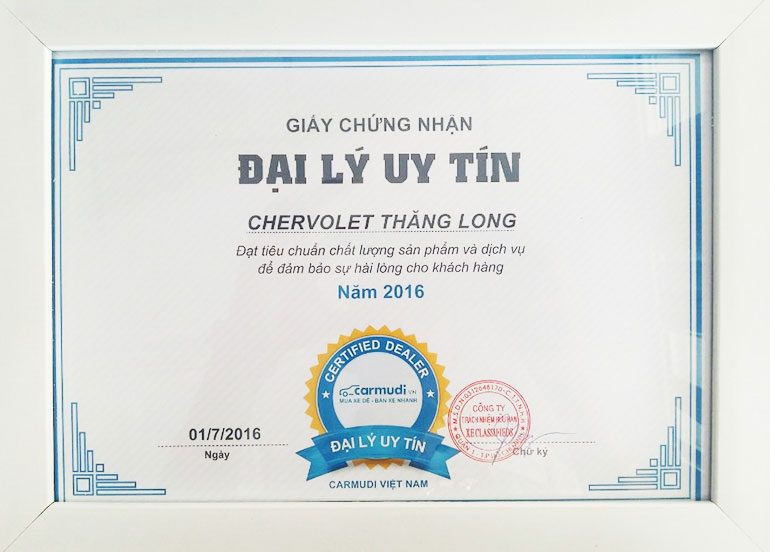 GIẤY CHỨNG NHẬN
ĐẠI LÝ UY TÍN
CHERVOLET THĂNG LONG
Đạt tiêu chuẩn chất lượng sản phẩm và dịch vụ
để đảm bảo sự hài lòng cho khách hàng
Năm 2016
CERTIFIED DEALER
carmudi.vn
MUA XE DỄ - BÁN XE NHANH
ĐẠI LÝ UY TÍN
CARMUDI VIỆT NAM
01/7/2016
Ngày
CÔNG TY
TRÁCH NHIỆM HỮU HẠN
XE CLASSIFIEDS
QUẬN 1
Chữ ký